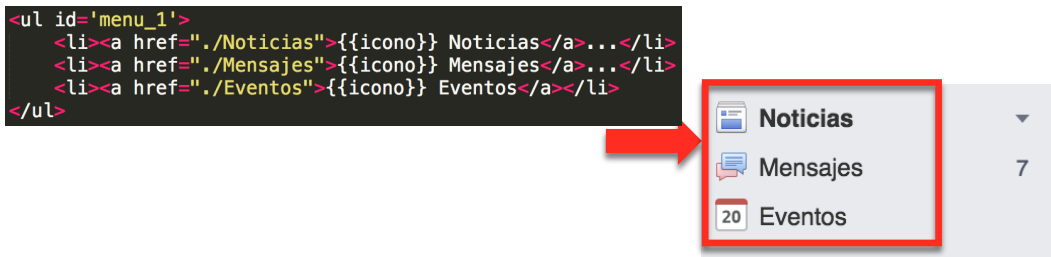 <ul id='menu_1'>
    <li><a href="./Noticias">{{icono}} Noticias</a>...</li>
    <li><a href="./Mensajes">{{icono}} Mensajes</a>...</li>
    <li><a href="./Eventos">{{icono}} Eventos</a></li>
</ul>
Noticias
Mensajes 7
20 Eventos